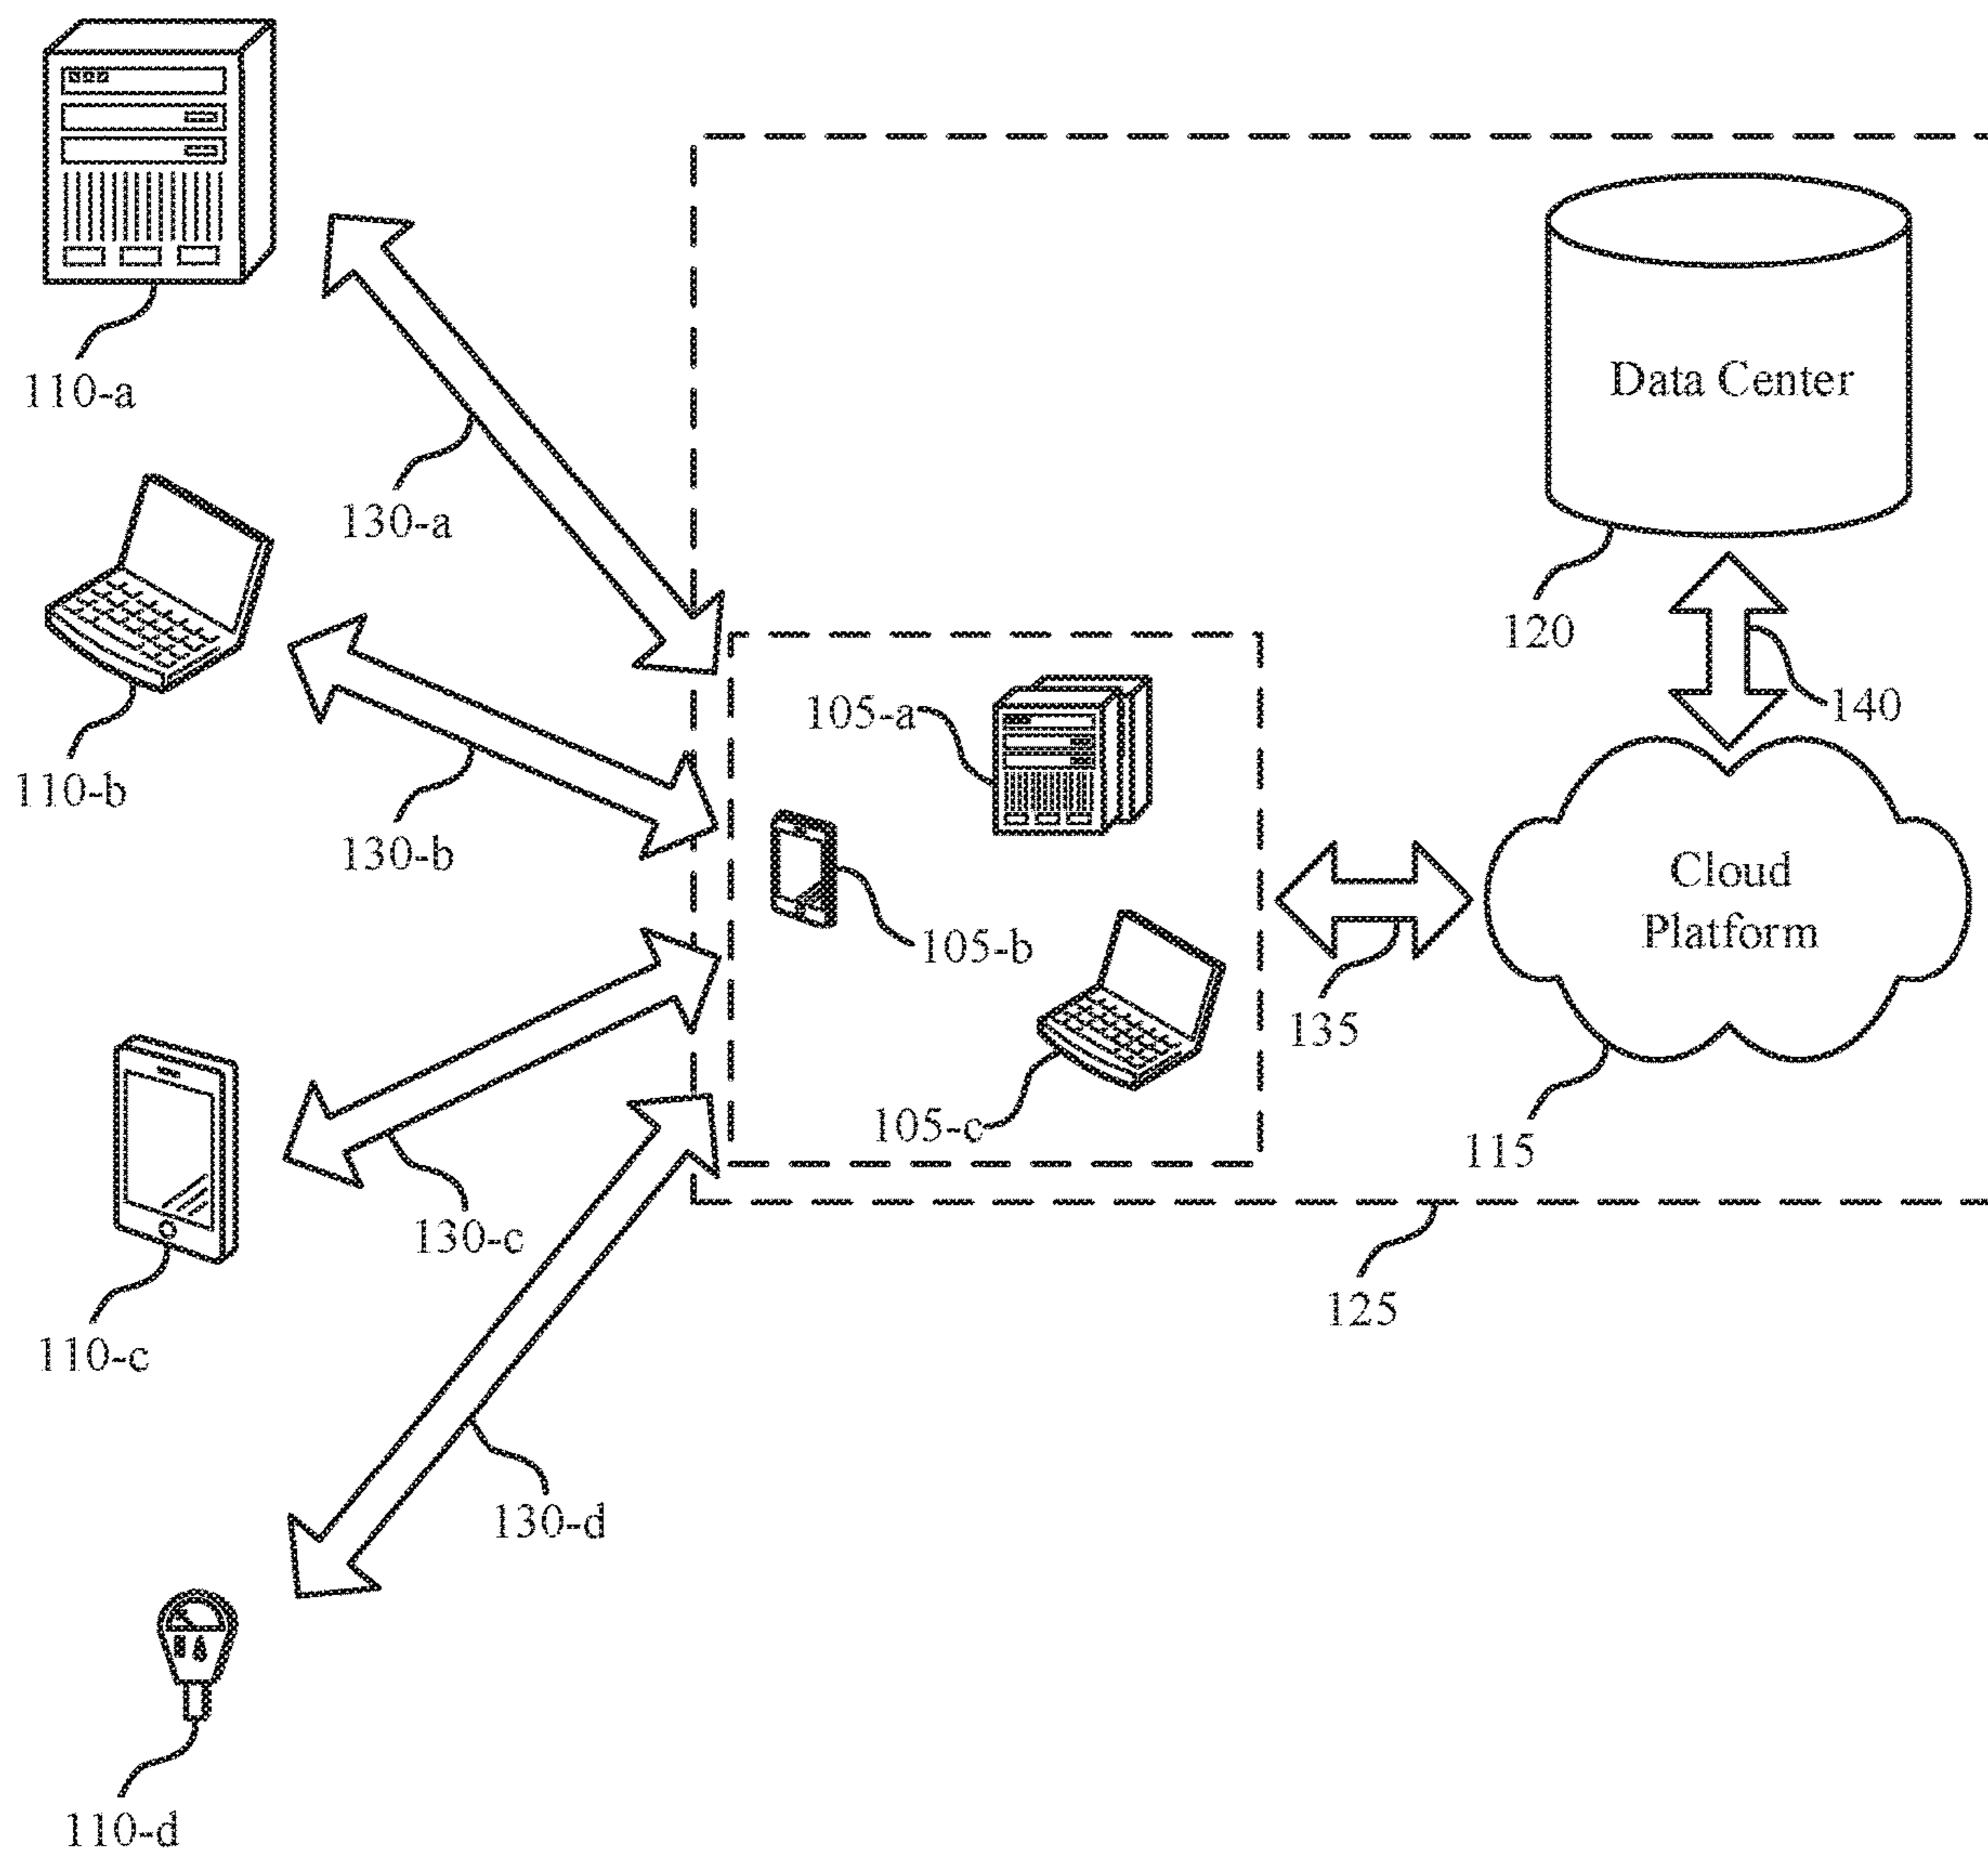 110-a
130-a
Data Center
120
140
110-b
130-b
105-a
105-b
Cloud
Platform
135
105-c
115
110-c
130-c
125
130-d
110-d